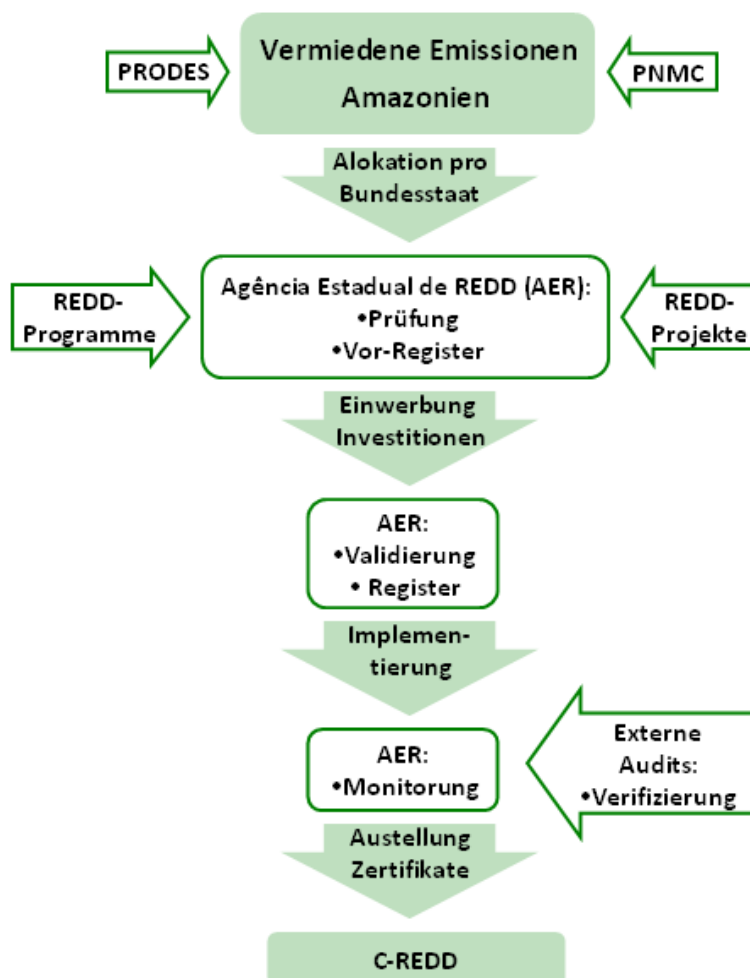 Vermiedene Emissionen
Amazonien
PRODES
PNMC
Alokation pro
Bundesstaat
Agência Estadual de REDD (AER):
•Prüfung
•Vor-Register
REDD-
Programme
REDD-
Projekte
Einwerbung
Investitionen
AER:
•Validierung
• Register
Implemen-
tierung
AER:
•Monitorung
Externe
Audits:
•Verifizierung
Austellung
Zertifikate
C-REDD